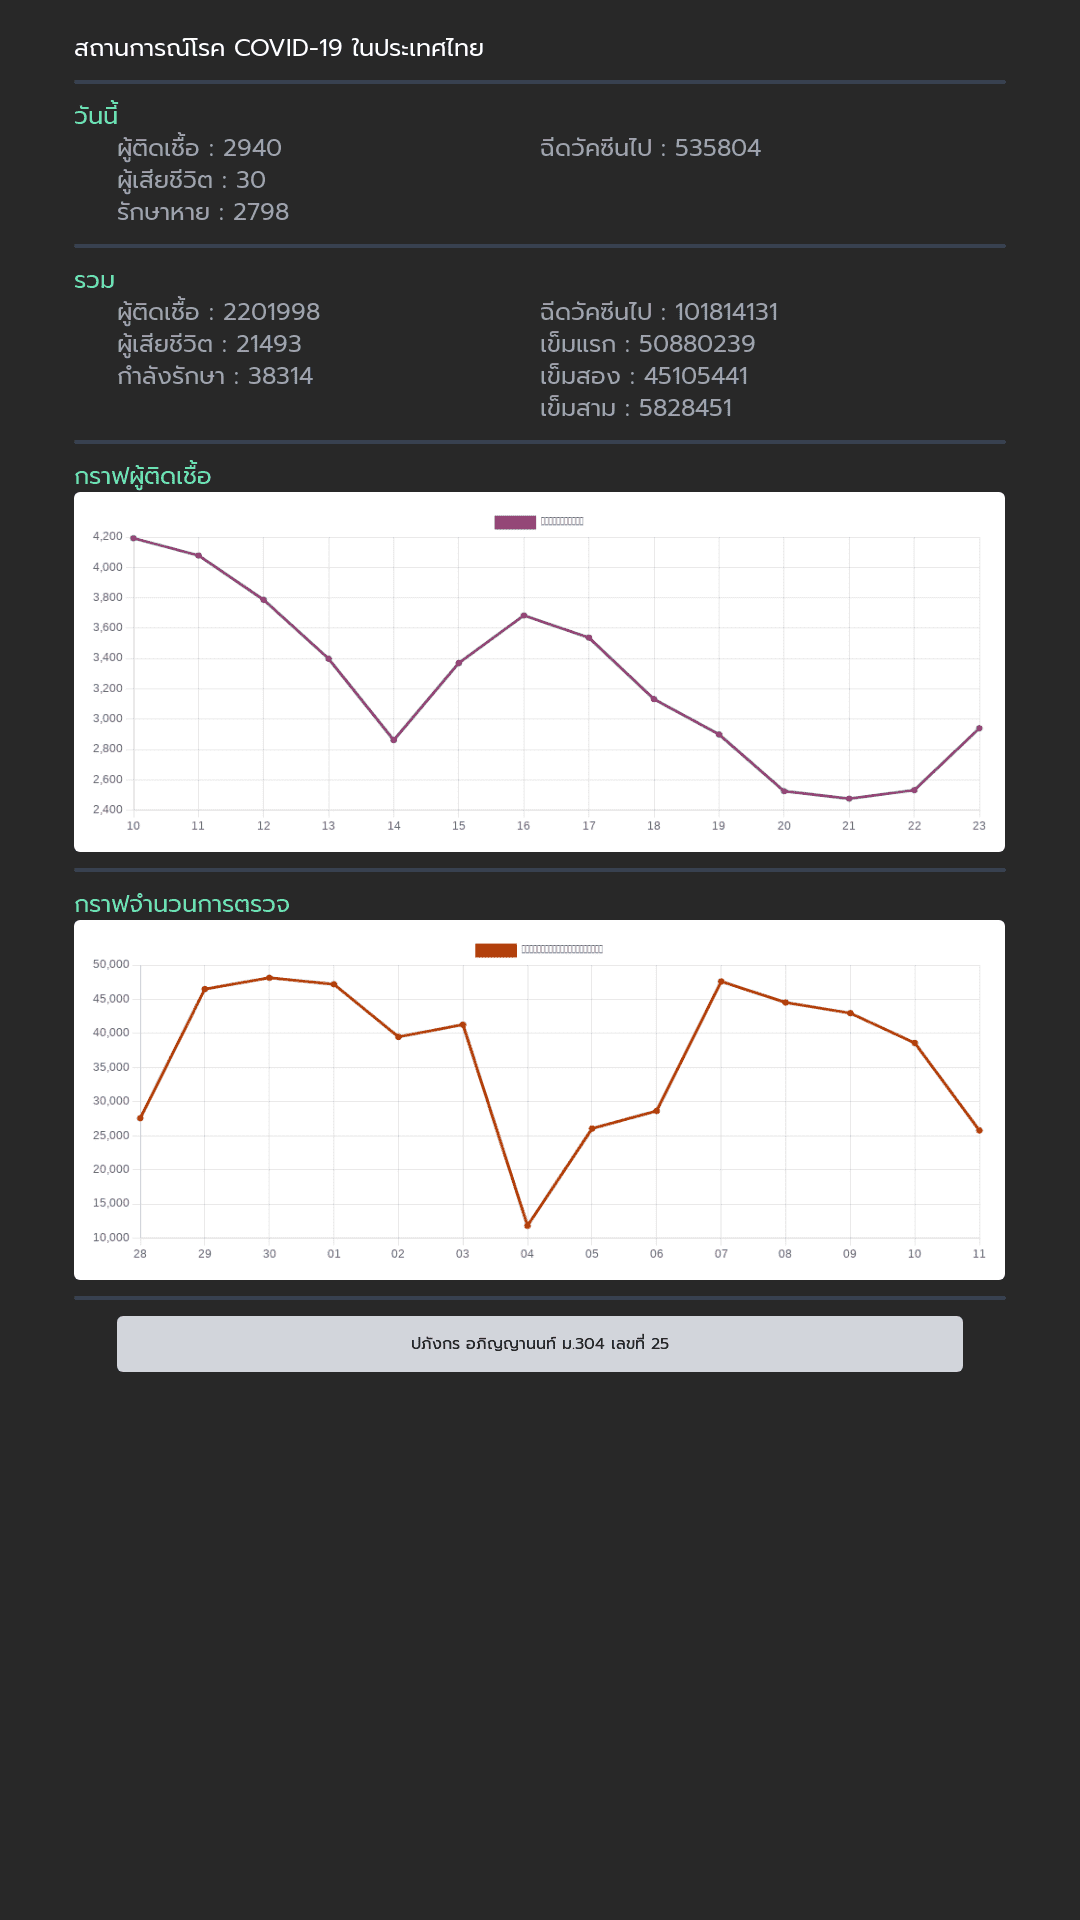 สถานการณ์โรค COVID-19 ในประเทศไทย
วันนี้
ผู้ติดเชื้อ : 2940
ผู้เสียชีวิต : 30
รักษาหาย : 2798
ฉีดวัคซีนไป : 535804
รวม
ผู้ติดเชื้อ : 2201998
ผู้เสียชีวิต : 21493
กำลังรักษา : 38314
ฉีดวัคซีนไป : 101814131
เข็มแรก : 50880239
เข็มสอง : 45105441
เข็มสาม : 5828451
กราฟผู้ติดเชื้อ
4,200
4,000
3,800
3,600
3,400
3,200
3,000
2,800
2,600
2,400
10 11 12 13 14 15 16 17 18 19 20 21 22 23
กราฟจำนวนการตรวจ
50,000
45,000
40,000
35,000
30,000
25,000
20,000
15,000
10,000
28 29 30 01 02 03 04 05 06 07 08 09 10 11
ปภังกร อภิญญานนท์ ม.304 เลขที่ 25